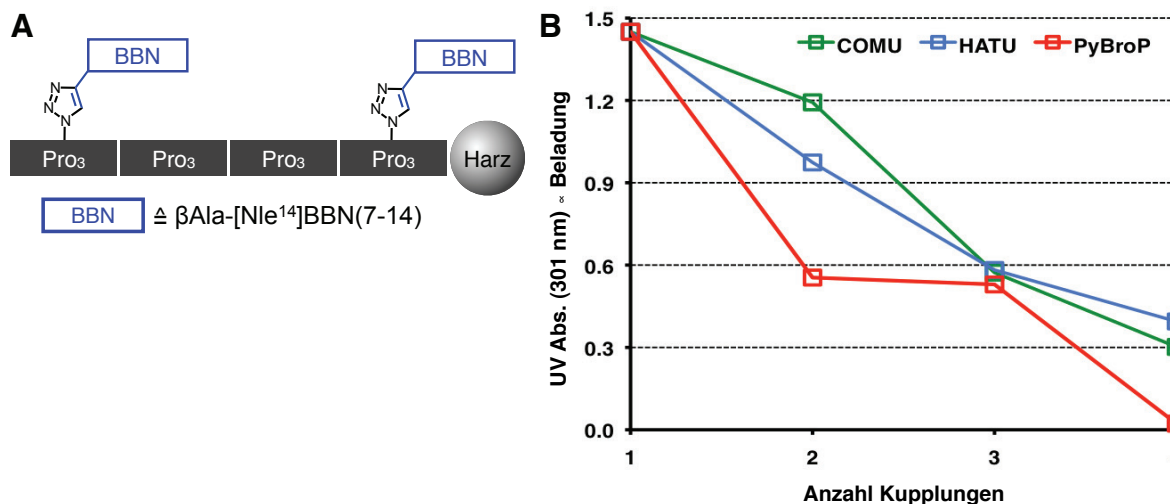 A
BBN
BBN
N
N
N
N
N
N
Pro₃
Pro₃
Pro₃
Pro₃
Harz
BBN ≙ βAla-[Nle¹⁴]BBN(7-14)
B
COMU
HATU
PyBroP
UV Abs. (301 nm) ∝ Beladung
1.5
1.2
0.9
0.6
0.3
0.0
1
2
3
Anzahl Kupplungen